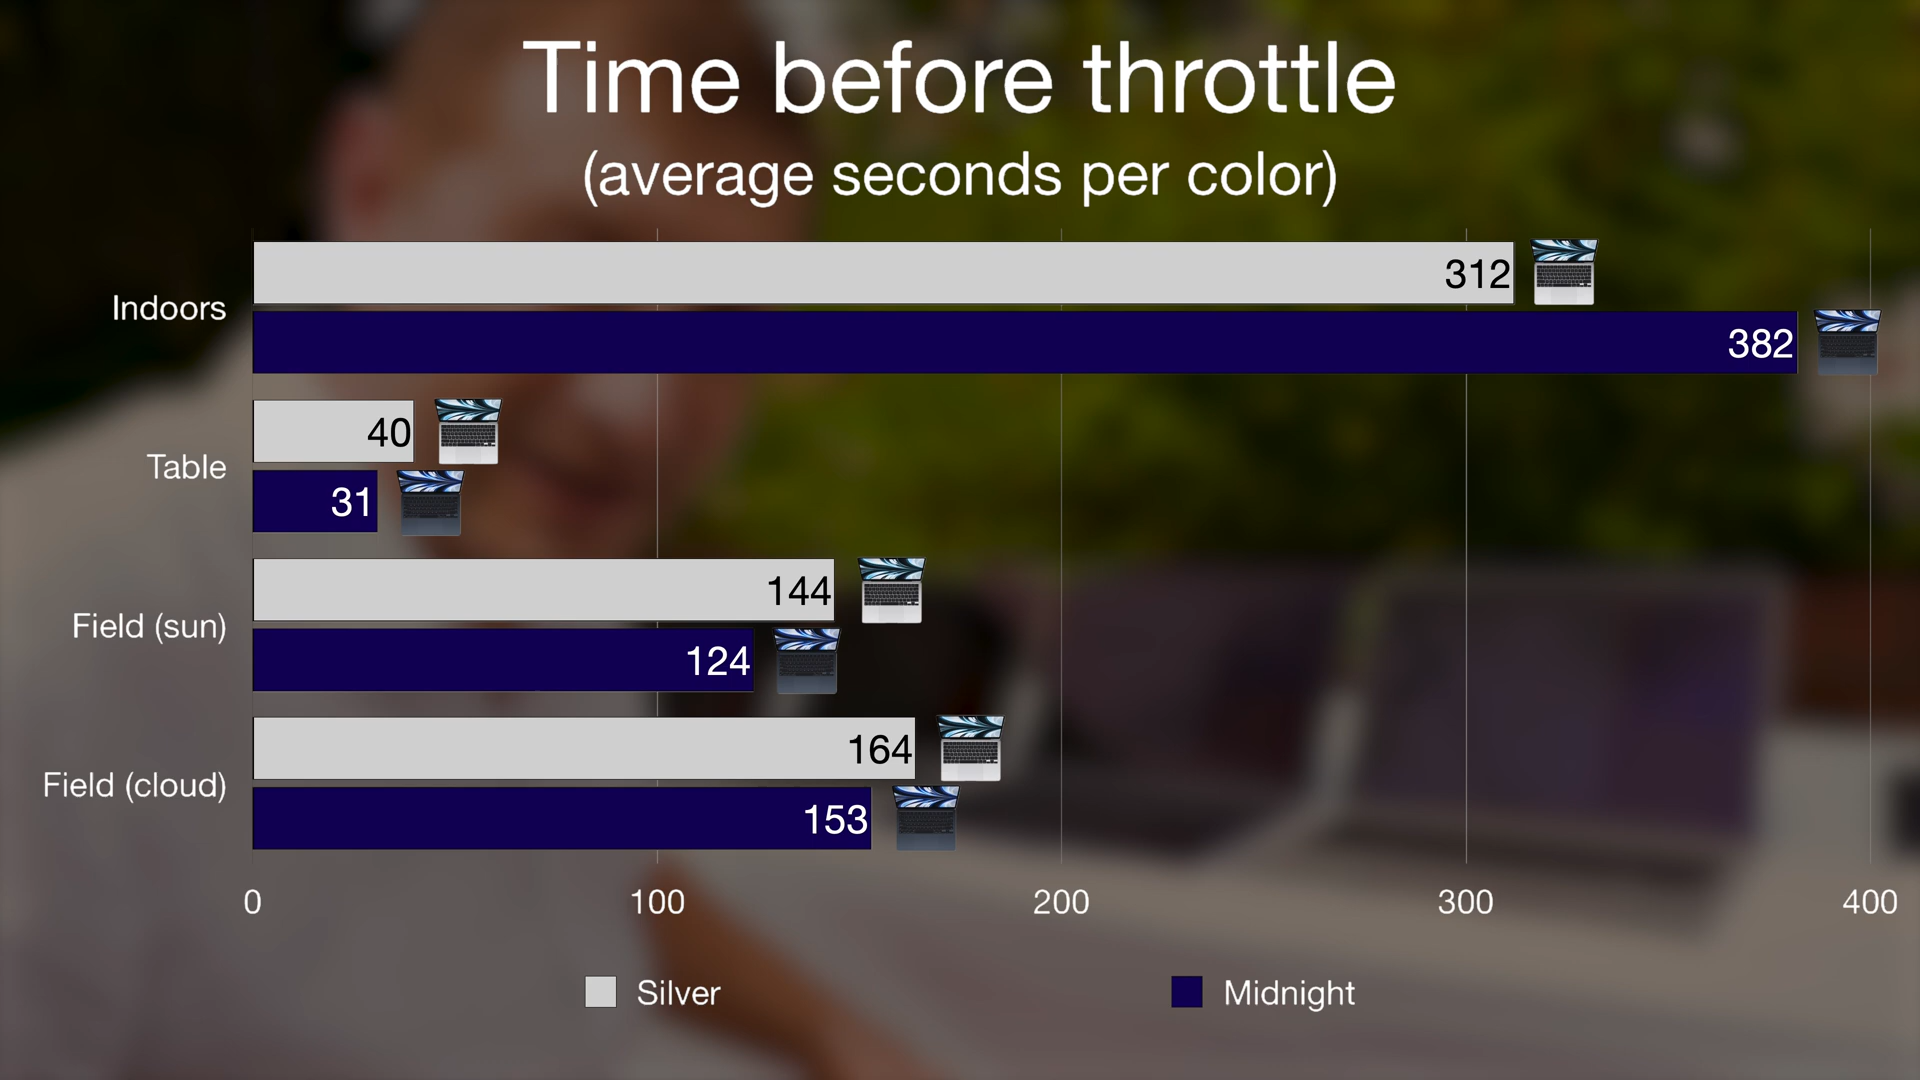 Time before throttle
(average seconds per color)
Indoors
312
382
Table
40
31
Field (sun)
144
124
Field (cloud)
164
153
0 100 200 300 400
Silver Midnight